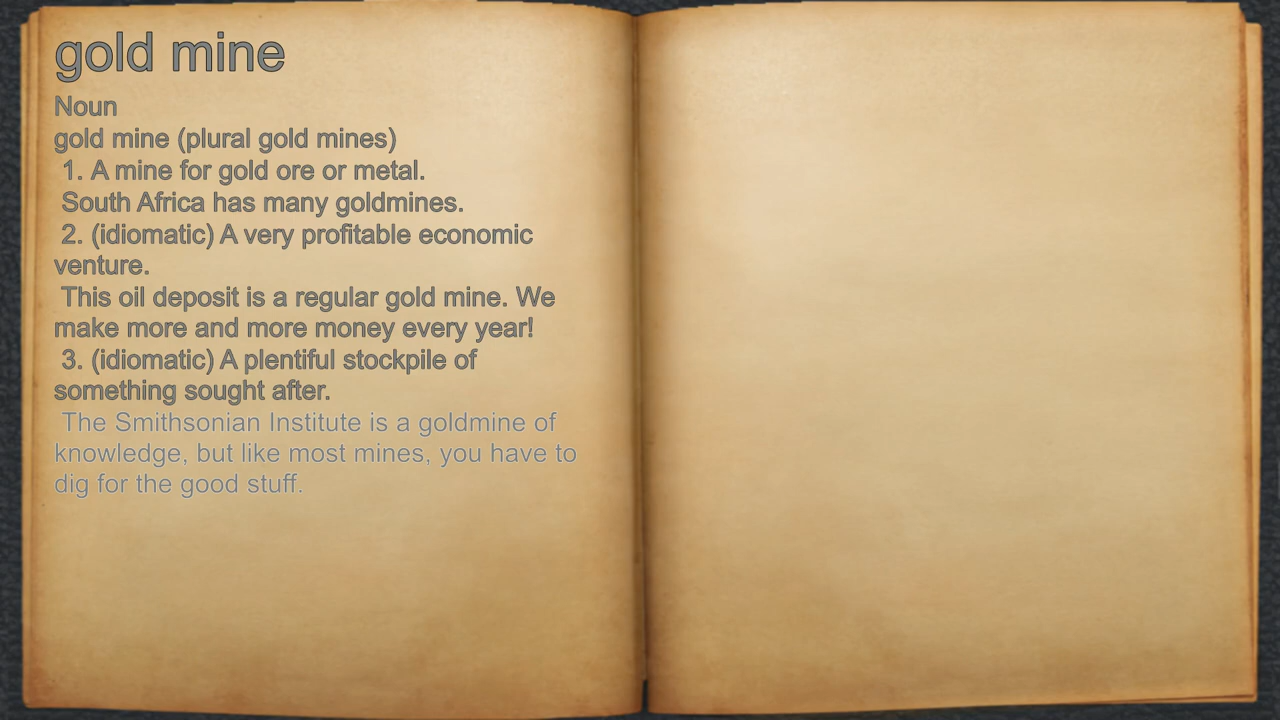 gold mine
Noun
gold mine (plural gold mines)
1. A mine for gold ore or metal.
South Africa has many goldmines.
2. (idiomatic) A very profitable economic
venture.
This oil deposit is a regular gold mine. We
make more and more money every year!
3. (idiomatic) A plentiful stockpile of
something sought after.
The Smithsonian Institute is a goldmine of
knowledge, but like most mines, you have to
dig for the good stuff.